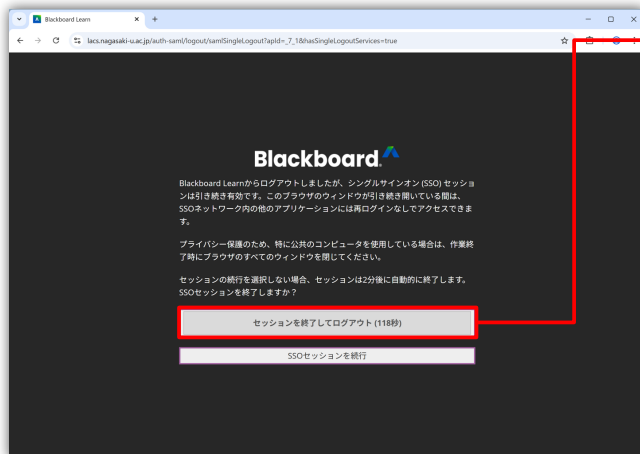 Blackboard Learn
lacs.nagasaki-u.ac.jp/auth-saml/logout/samlSingleLogout?apId=_7_1&hasSingleLogoutServices=true
Blackboard
Blackboard Learnからログアウトしましたが、シングルサインオン (SSO) セッショ
ンは引き続き有効です。このブラウザのウィンドウが引き続き開いている間は、
SSOネットワーク内の他のアプリケーションには再ログインなしでアクセスできま
す。
プライバシー保護のため、特に公共のコンピュータを使用している場合は、作業終
了時にブラウザのすべてのウィンドウを閉じてください。
セッションの続行を選択しない場合、セッションは2分後に自動的に終了します。
SSOセッションを終了しますか？
セッションを終了してログアウト (118秒)
SSOセッションを続行